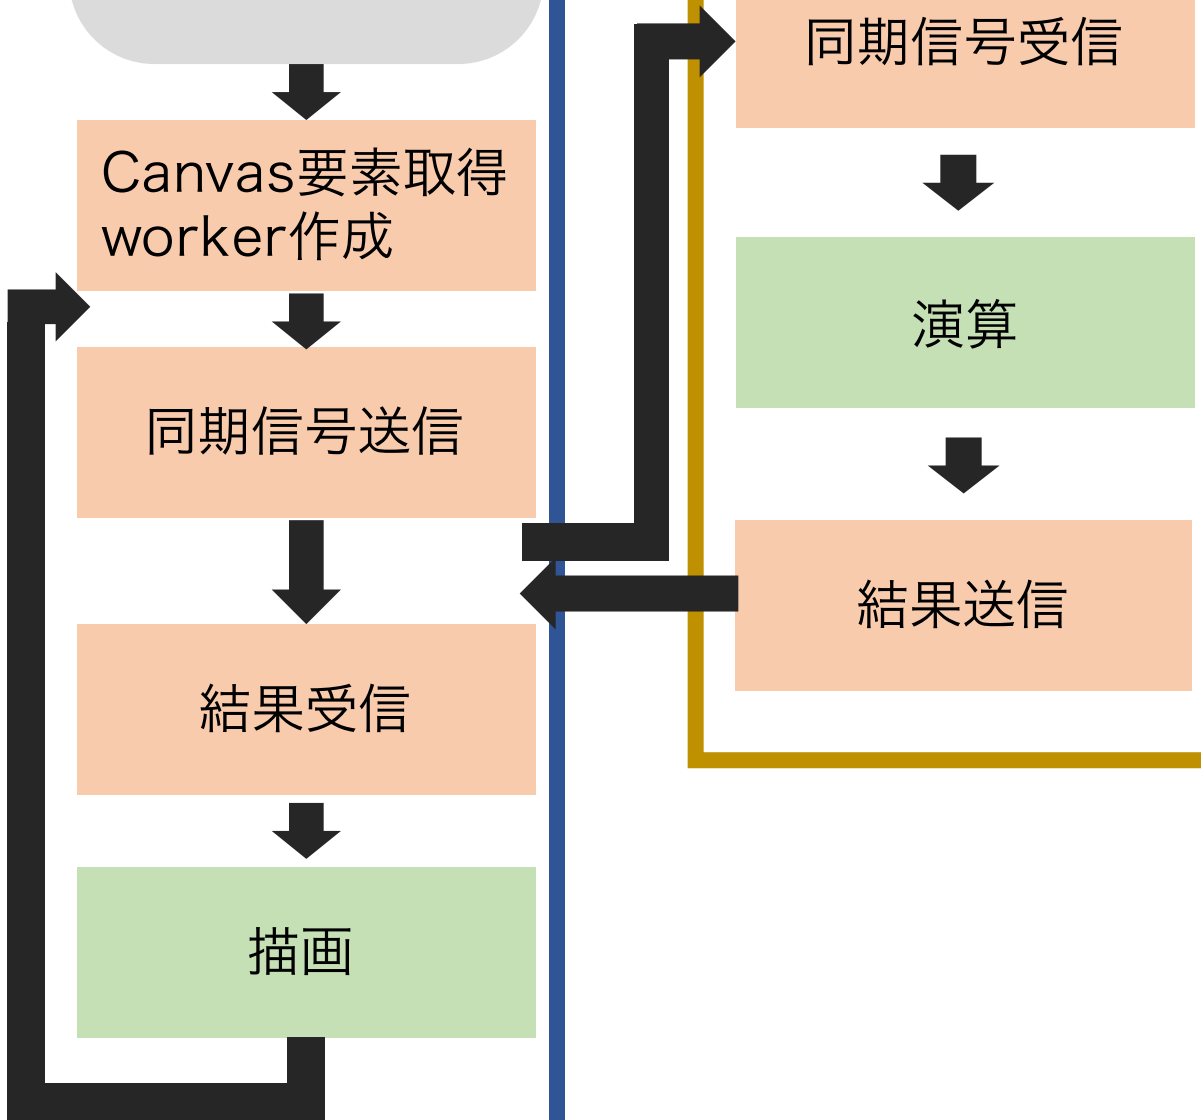 Canvas要素取得
worker作成
同期信号送信
結果受信
描画
同期信号受信
演算
結果送信